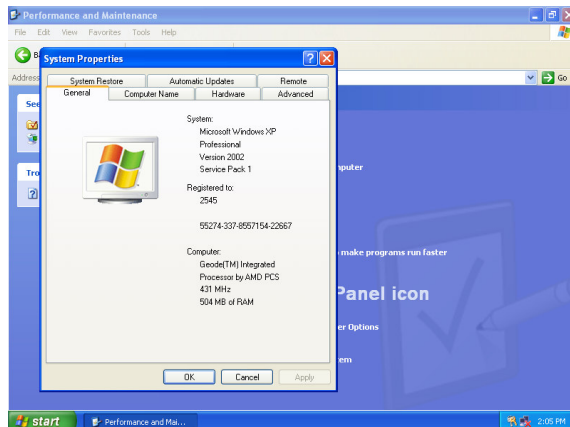 Performance and Maintenance
File Edit View Favorites Tools Help
System Properties
Address
Go
System Restore Automatic Updates Remote
General Computer Name Hardware Advanced
See
System:
Microsoft Windows XP
Professional
Version 2002
Service Pack 1
Registered to:
2545
55274-337-8557154-22667
Computer:
Geode(TM) Integrated
Processor by AMD PCS
431 MHz
504 MB of RAM
Tro
mputer
make programs run faster
Panel icon
er Options
em
OK Cancel Apply
start Performance and Mai... 2:05 PM